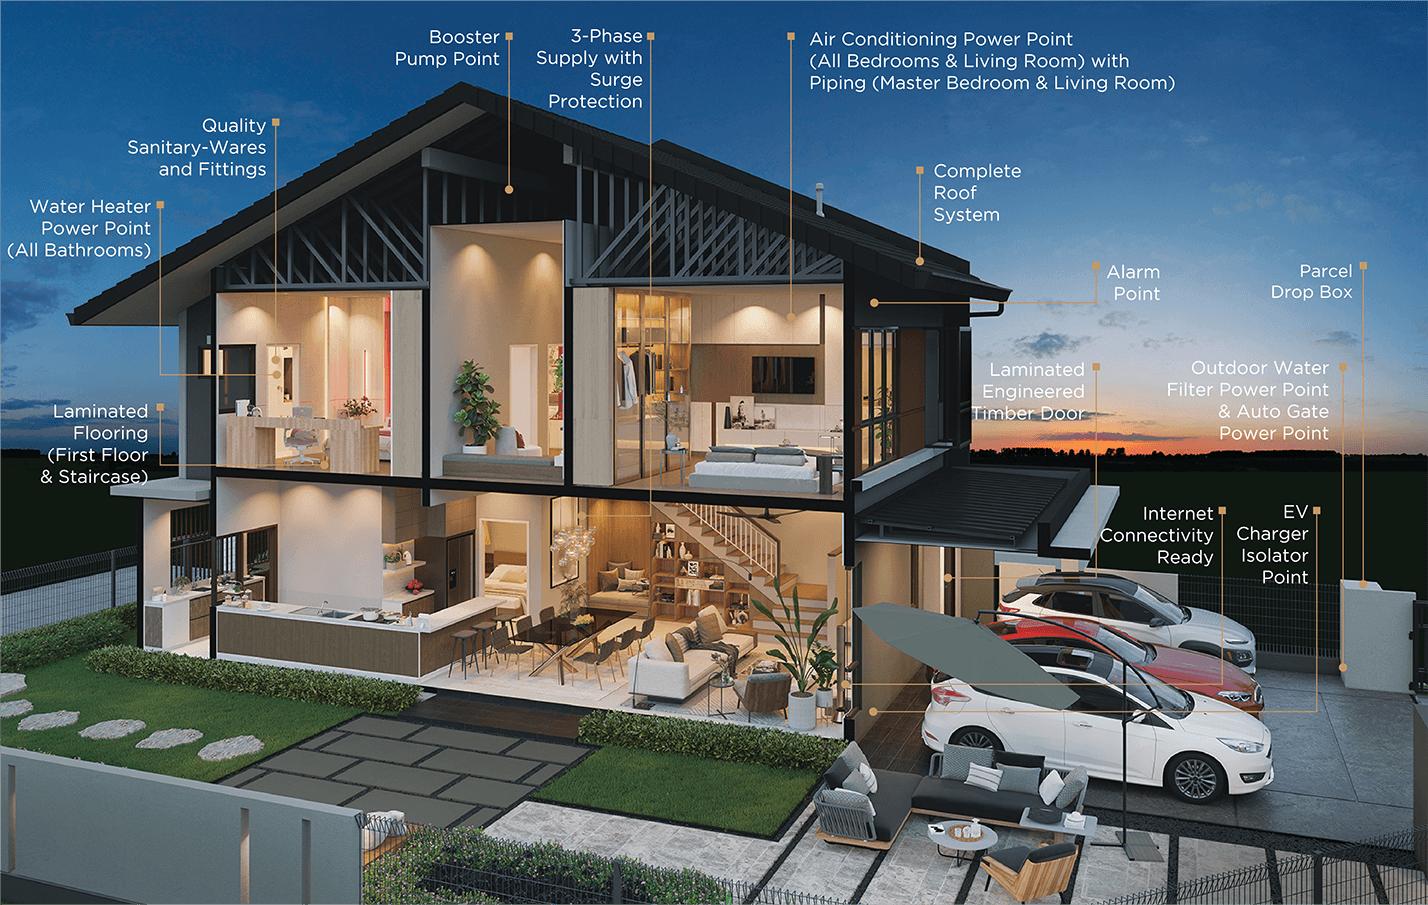 Booster
Pump Point
3-Phase
Supply with
Surge
Protection
Air Conditioning Power Point
(All Bedrooms & Living Room) with
Piping (Master Bedroom & Living Room)
Quality
Sanitary-Wares
and Fittings
Complete
Roof
System
Water Heater
Power Point
(All Bathrooms)
Alarm
Point
Parcel
Drop Box
Laminated
Engineered
Timber Door
Outdoor Water
Filter Power Point
& Auto Gate
Power Point
Laminated
Flooring
(First Floor
& Staircase)
Internet
Connectivity
Ready
EV
Charger
Isolator
Point